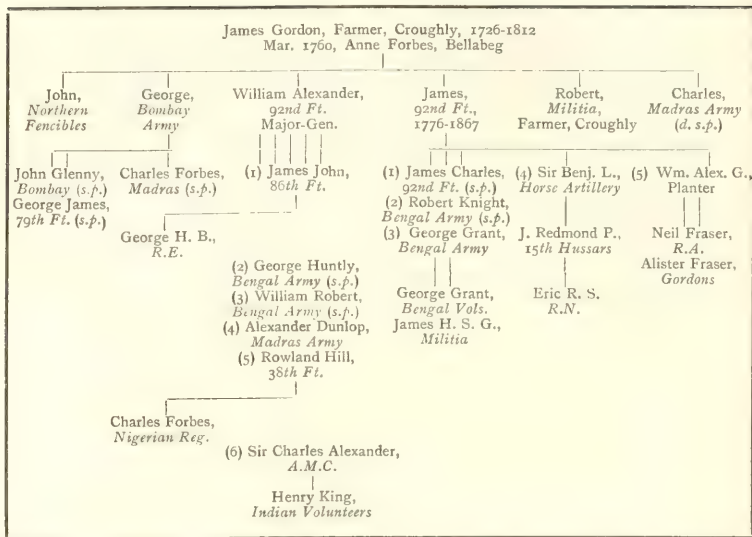 James Gordon, Farmer, Croughly, 1726-1812
Mar. 1760, Anne Forbes, Bellabeg
John,
Northern
Fencibles
George,
Bombay
Army
William Alexander,
92nd Ft.
Major-Gen.
James,
92nd Ft.,
1776-1867
Robert,
Militia,
Farmer, Croughly
Charles,
Madras Army
(d. s.p.)
John Glenny,
Bombay (s.p.)
George James,
79th Ft. (s.p.)
Charles Forbes,
Madras (s.p.)
(1) James John,
86th Ft.
George H. B.,
R.E.
(2) George Huntly,
Bengal Army (s.p.)
(3) William Robert,
Bengal Army (s.p.)
(4) Alexander Dunlop,
Madras Army
(5) Rowland Hill,
38th Ft.
Charles Forbes,
Nigerian Reg.
(6) Sir Charles Alexander,
A.M.C.
Henry King,
Indian Volunteers
(1) James Charles,
92nd Ft. (s.p.)
(2) Robert Knight,
Bengal Army (s.p.)
(3) George Grant,
Bengal Army
George Grant,
Bengal Vols.
James H. S. G.,
Militia
(4) Sir Benj. L.,
Horse Artillery
J. Redmond P.,
15th Hussars
Eric R. S.
R.N.
(5) Wm. Alex. G.,
Planter
Neil Fraser,
R.A.
Alister Fraser,
Gordons